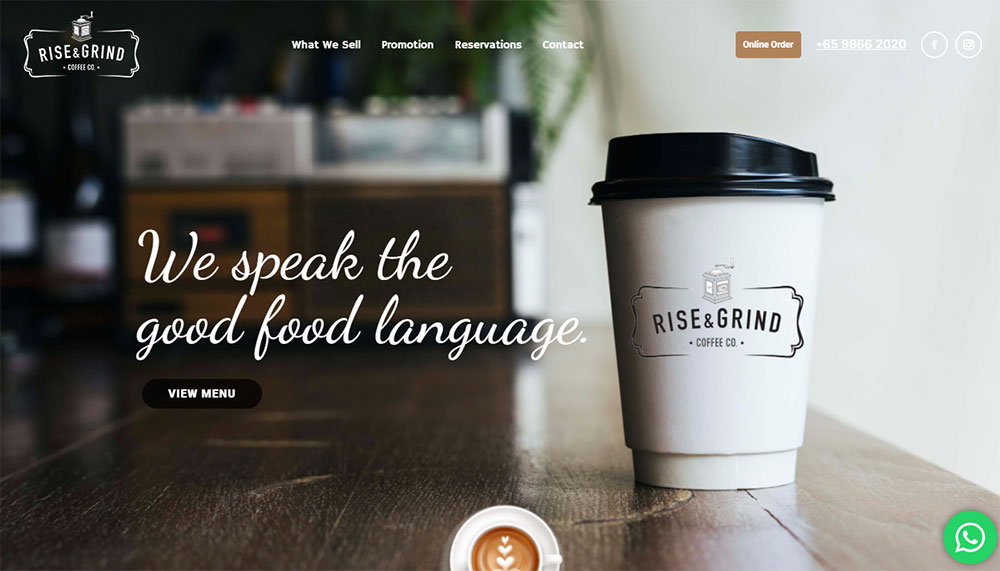 RISE&GRIND
• COFFEE CO. •
What We Sell
Promotion
Reservations
Contact
Online Order
+65 9866 2020
f
We speak the
good food language.
VIEW MENU
RISE&GRIND
• COFFEE CO. •